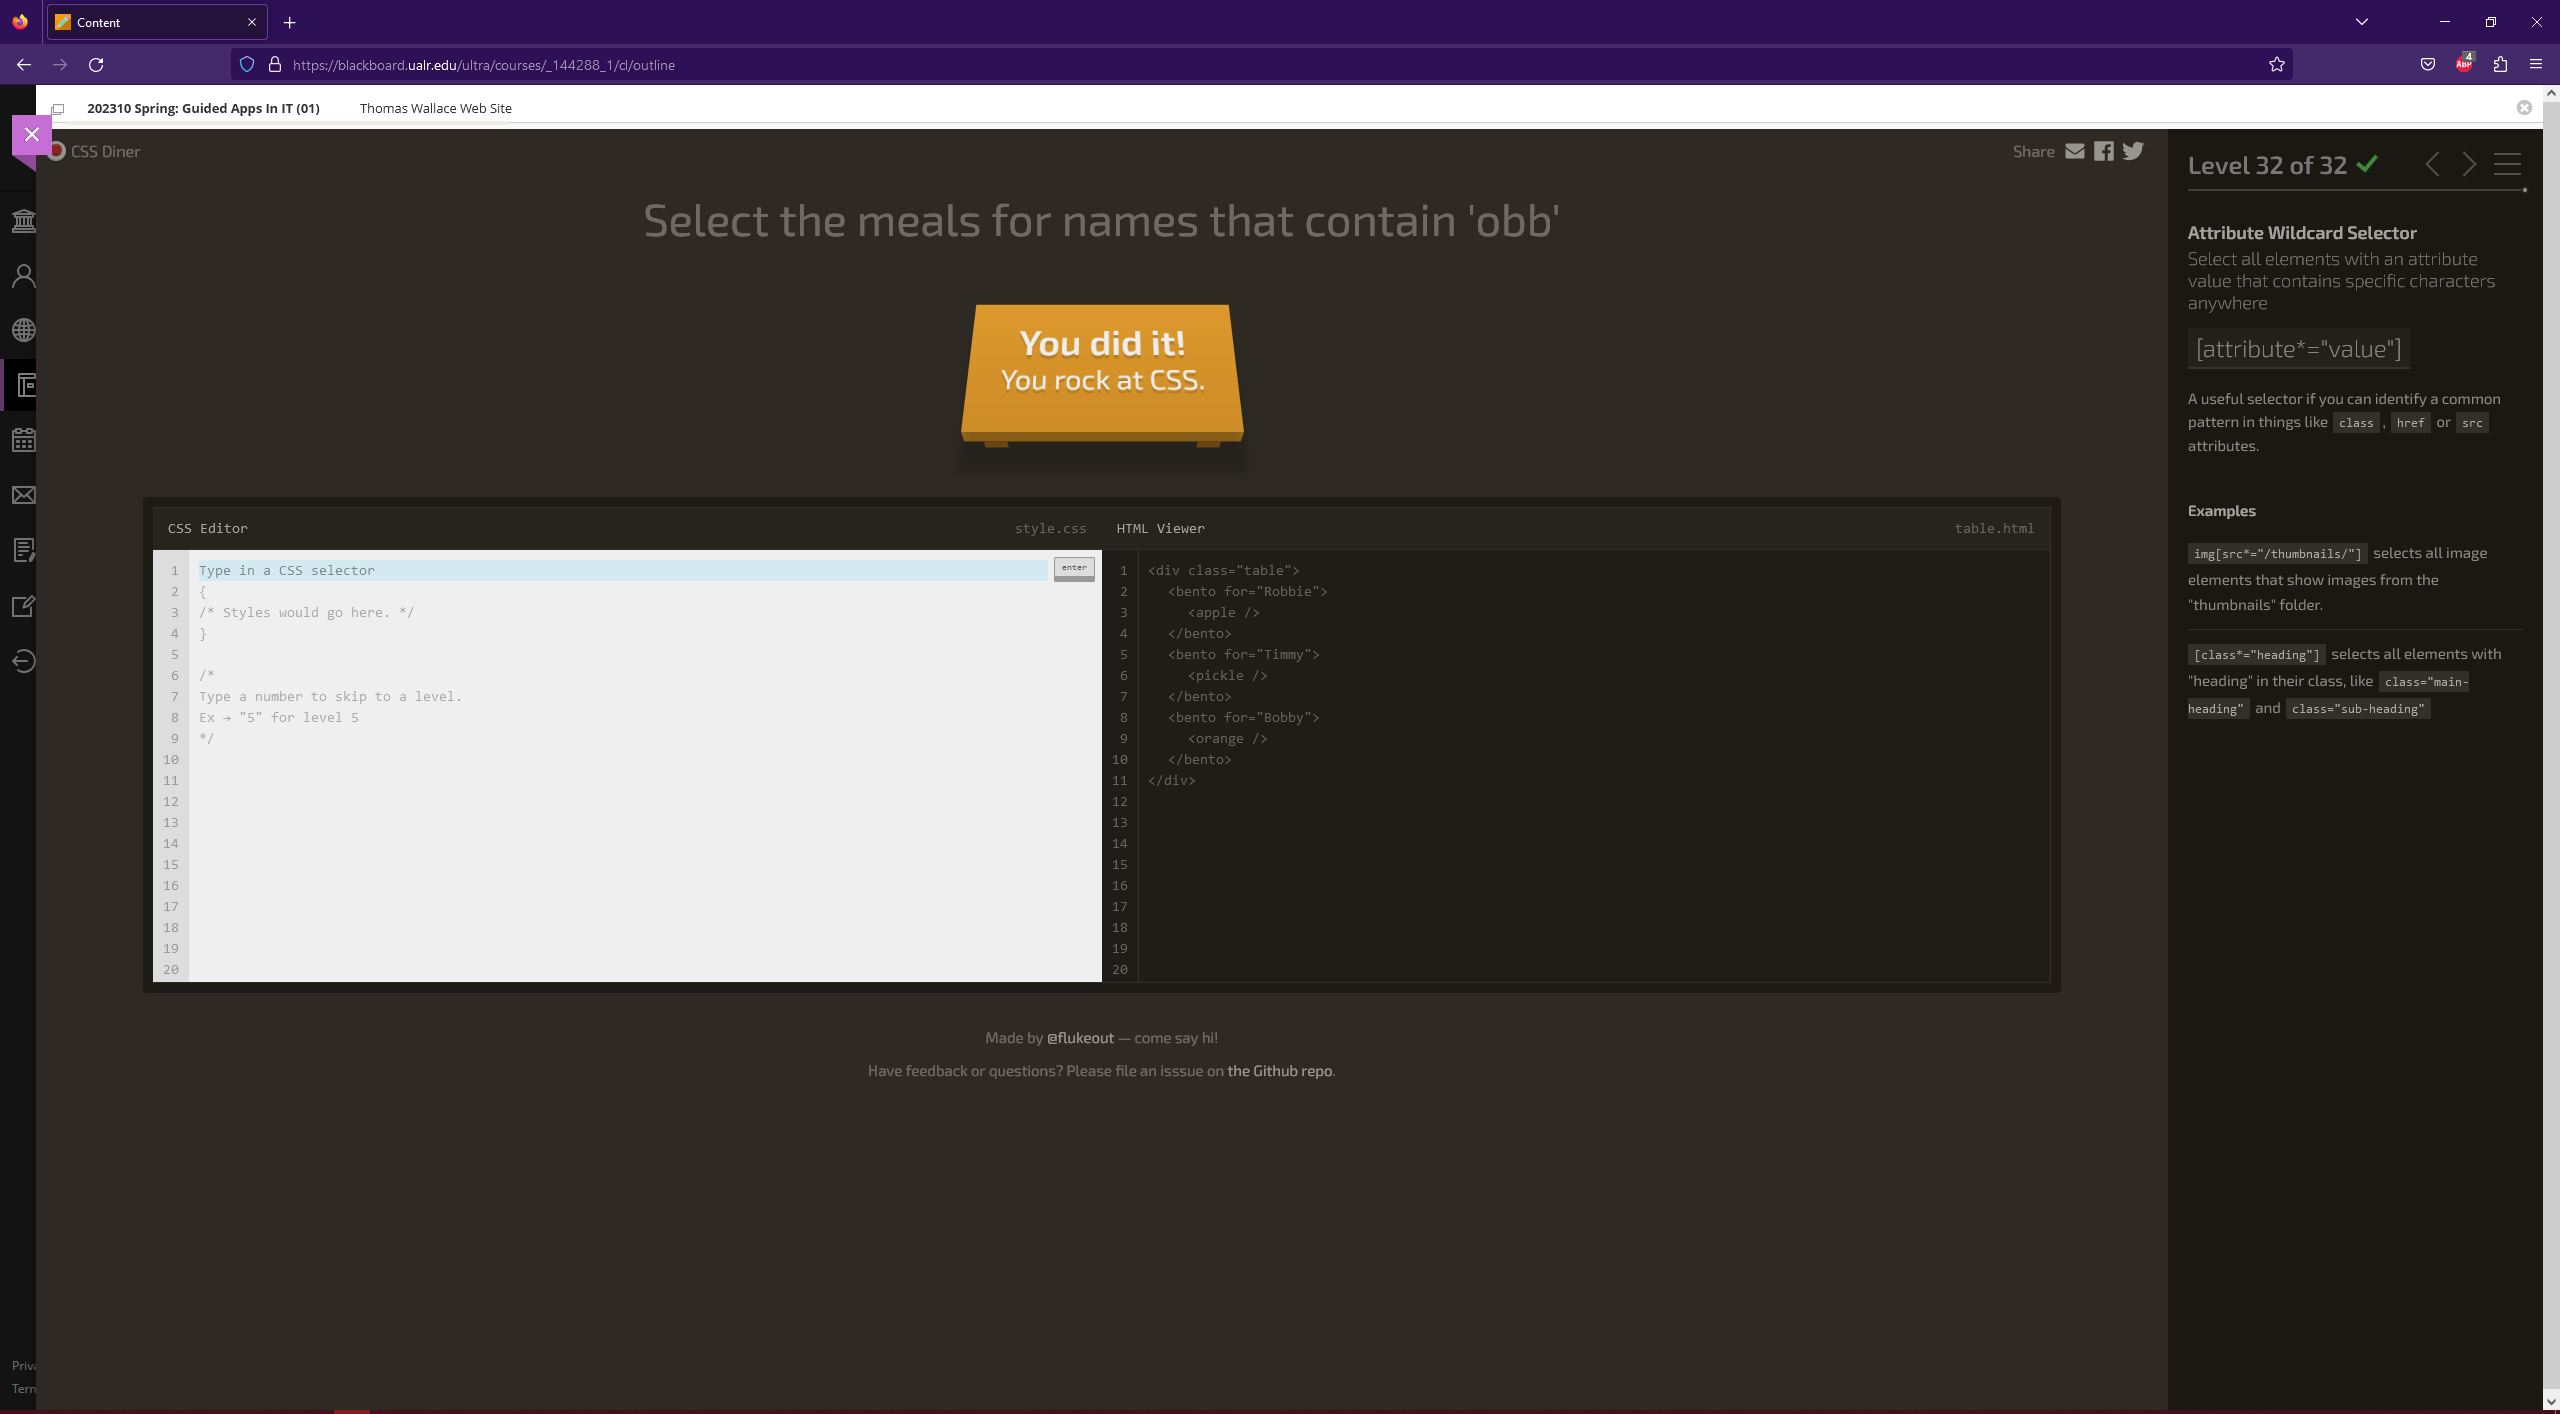 Content
https://blackboard.ualr.edu/ultra/courses/_144288_1/cl/outline
4
ABP
202310 Spring: Guided Apps In IT (01)
Thomas Wallace Web Site
CSS Diner
Share
Select the meals for names that contain 'obb'
You did it!
You rock at CSS.
CSS Editor
style.css
1 Type in a CSS selector
enter
2 {
3 /* Styles would go here. */
4 }
5
6 /*
7 Type a number to skip to a level.
8 Ex → "5" for level 5
9 */
10
11
12
13
14
15
16
17
18
19
20
HTML Viewer
table.html
1 <div class="table">
2 <bento for="Robbie">
3 <apple />
4 </bento>
5 <bento for="Timmy">
6 <pickle />
7 </bento>
8 <bento for="Bobby">
9 <orange />
10 </bento>
11 </div>
12
13
14
15
16
17
18
19
20
Made by @flukeout — come say hi!
Have feedback or questions? Please file an isssue on the Github repo.
Level 32 of 32
Attribute Wildcard Selector
Select all elements with an attribute
value that contains specific characters
anywhere
[attribute*="value"]
A useful selector if you can identify a common
pattern in things like class , href or src
attributes.
Examples
img[src*="/thumbnails/"] selects all image
elements that show images from the
"thumbnails" folder.
[class*="heading"] selects all elements with
"heading" in their class, like class="main-
heading" and class="sub-heading"
Priva
Term